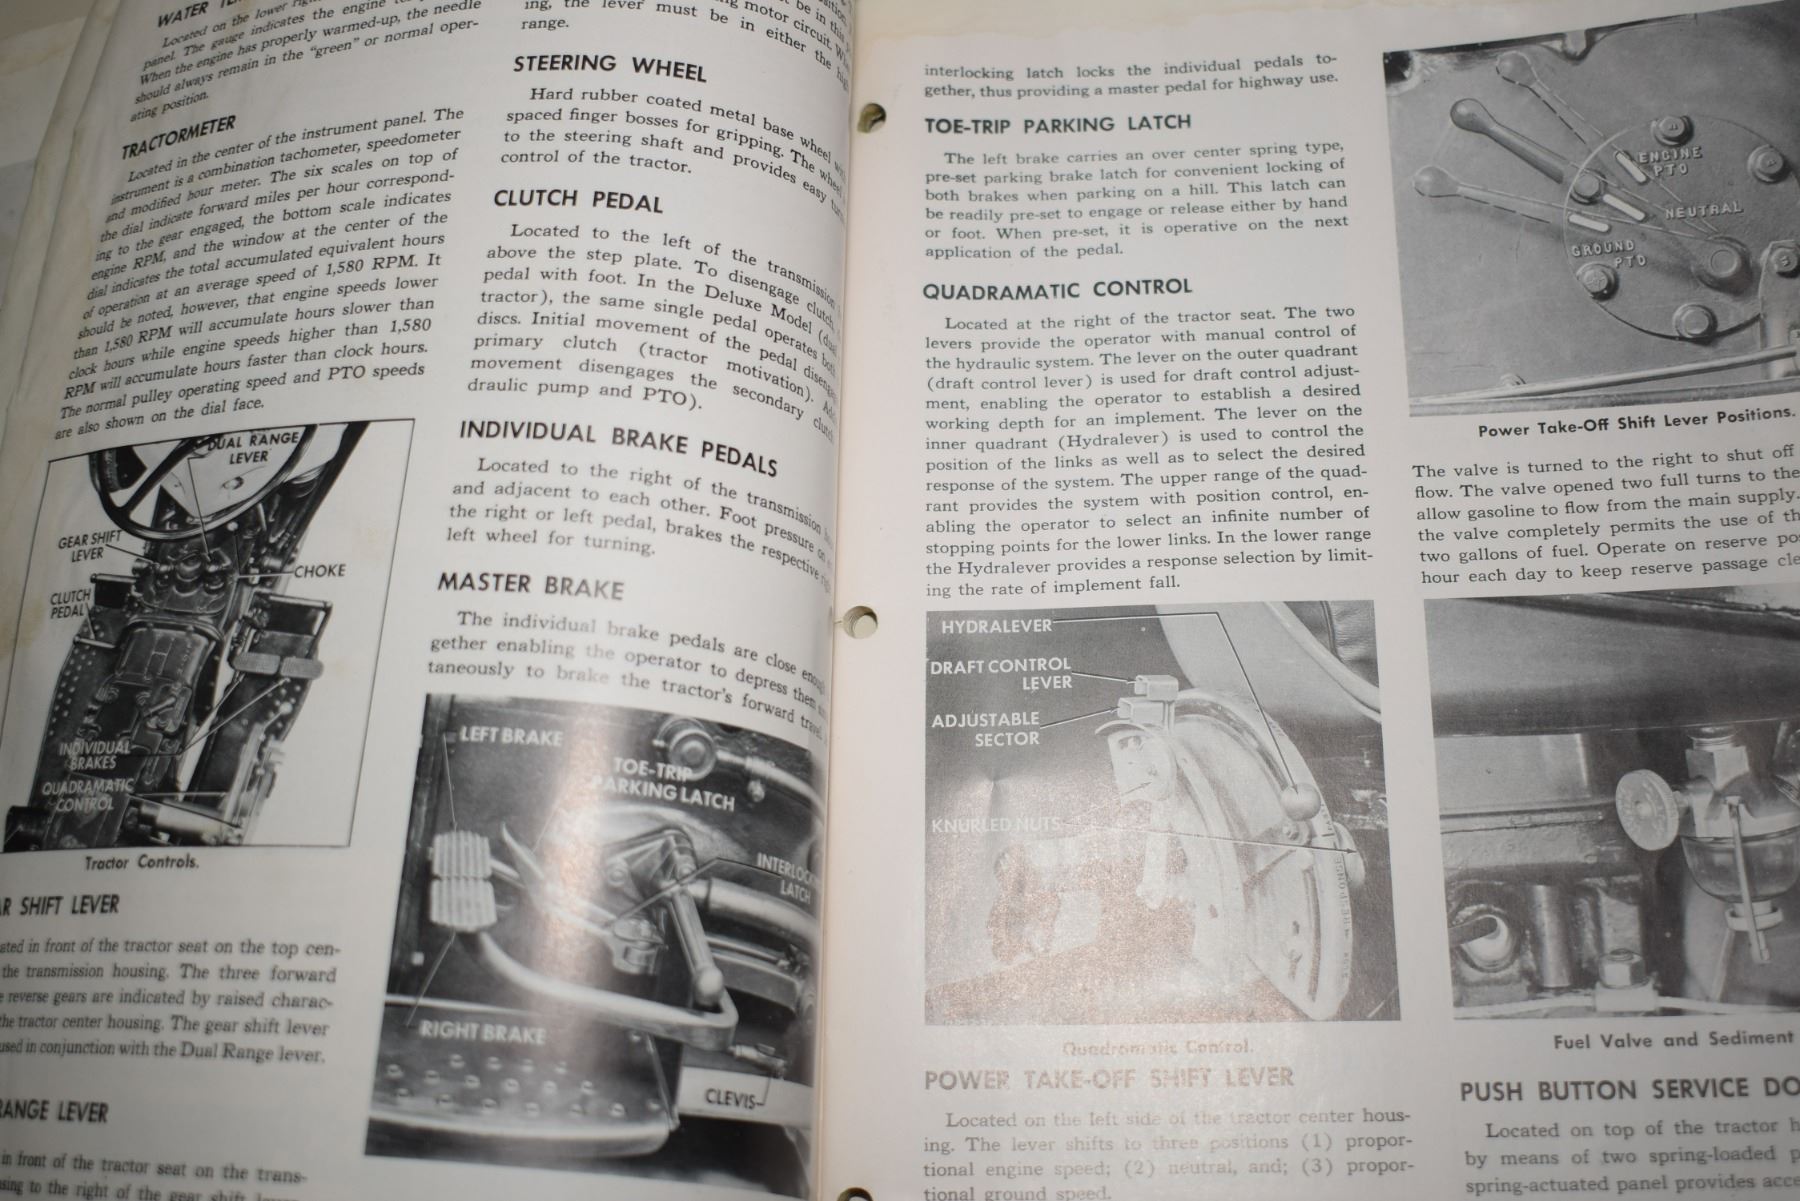 WATER
Located on the lower
panel. The gauge indicates the engine
When the engine has properly warmed-up, the needle
should always remain in the "green" or normal oper-
ating position.
TRACTORMETER
Located in the center of the instrument panel. The
instrument is a combination tachometer, speedometer
and modified hour meter. The six scales on top of
the dial indicate forward miles per hour correspond-
ing to the gear engaged, the bottom scale indicates
engine RPM, and the window at the center of the
dial indicates the total accumulated equivalent hours
of operation at an average speed of 1,580 RPM. It
should be noted, however, that engine speeds lower
than 1,580 RPM will accumulate hours slower than
clock hours while engine speeds higher than 1,580
RPM will accumulate hours faster than clock hours.
The normal pulley operating speed and PTO speeds
are also shown on the dial face.
DUAL RANGE
LEVER
GEAR SHIFT
LEVER
CHOKE
CLUTCH
PEDAL
INDIVIDUAL
BRAKES
QUADRAMATIC
CONTROL
Tractor Controls.
R SHIFT LEVER
ated in front of the tractor seat on the top cen-
the transmission housing. The three forward
reverse gears are indicated by raised charac-
the tractor center housing. The gear shift lever
used in conjunction with the Dual Range lever.
RANGE LEVER
in front of the tractor seat on the trans-
sing to the right of the gear shift
be in this
motor circuit.
ing, the lever must be in either the high
range.
STEERING WHEEL
Hard rubber coated metal base wheel with
spaced finger bosses for gripping. The wheel
to the steering shaft and provides easy turn
control of the tractor.
CLUTCH PEDAL
Located to the left of the transmission
above the step plate. To disengage clutch,
pedal with foot. In the Deluxe Model (dual
tractor), the same single pedal operates both
discs. Initial movement of the pedal diseng
primary clutch (tractor motivation). Add
movement disengages the secondary clutch
draulic pump and PTO).
INDIVIDUAL BRAKE PEDALS
Located to the right of the transmission
and adjacent to each other. Foot pressure on
the right or left pedal, brakes the respective
left wheel for turning.
MASTER BRAKE
The individual brake pedals are close enough
gether enabling the operator to depress them
taneously to brake the tractor's forward travel.
LEFT BRAKE
TOE-TRIP
PARKING LATCH
INTERLOC
LATCH
RIGHT BRAKE
CLEVIS
interlocking latch locks the individual pedals to-
gether, thus providing a master pedal for highway use.
TOE-TRIP PARKING LATCH
The left brake carries an over center spring type,
pre-set parking brake latch for convenient locking of
both brakes when parking on a hill. This latch can
be readily pre-set to engage or release either by hand
or foot. When pre-set, it is operative on the next
application of the pedal.
QUADRAMATIC CONTROL
Located at the right of the tractor seat. The two
levers provide the operator with manual control of
the hydraulic system. The lever on the outer quadrant
(draft control lever) is used for draft control adjust-
ment, enabling the operator to establish a desired
working depth for an implement. The lever on the
inner quadrant (Hydralever) is used to control the
position of the links as well as to select the desired
response of the system. The upper range of the quad-
rant provides the system with position control, en-
abling the operator to select an infinite number of
stopping points for the lower links. In the lower range
the Hydralever provides a response selection by limit-
ing the rate of implement fall.
HYDRALEVER
DRAFT CONTROL
LEVER
ADJUSTABLE
SECTOR
KNURLED NUTS
Quadramatic Control.
POWER TAKE-OFF SHIFT LEVER
Located on the left side of the tractor center hous-
ing. The lever shifts to three positions (1) propor-
tional engine speed; (2) neutral, and; (3) propor-
tional ground speed.
ENGINE
PTO
NEUTRAL
GROUND
PTO
Power Take-Off Shift Lever Positions.
The valve is turned to the right to shut off
flow. The valve opened two full turns to the
allow gasoline to flow from the main supply.
the valve completely permits the use of th
two gallons of fuel. Operate on reserve po
hour each day to keep reserve passage cle
Fuel Valve and Sediment
PUSH BUTTON SERVICE DO
Located on top of the tractor h
by means of two spring-loaded p
spring-actuated panel provides acce